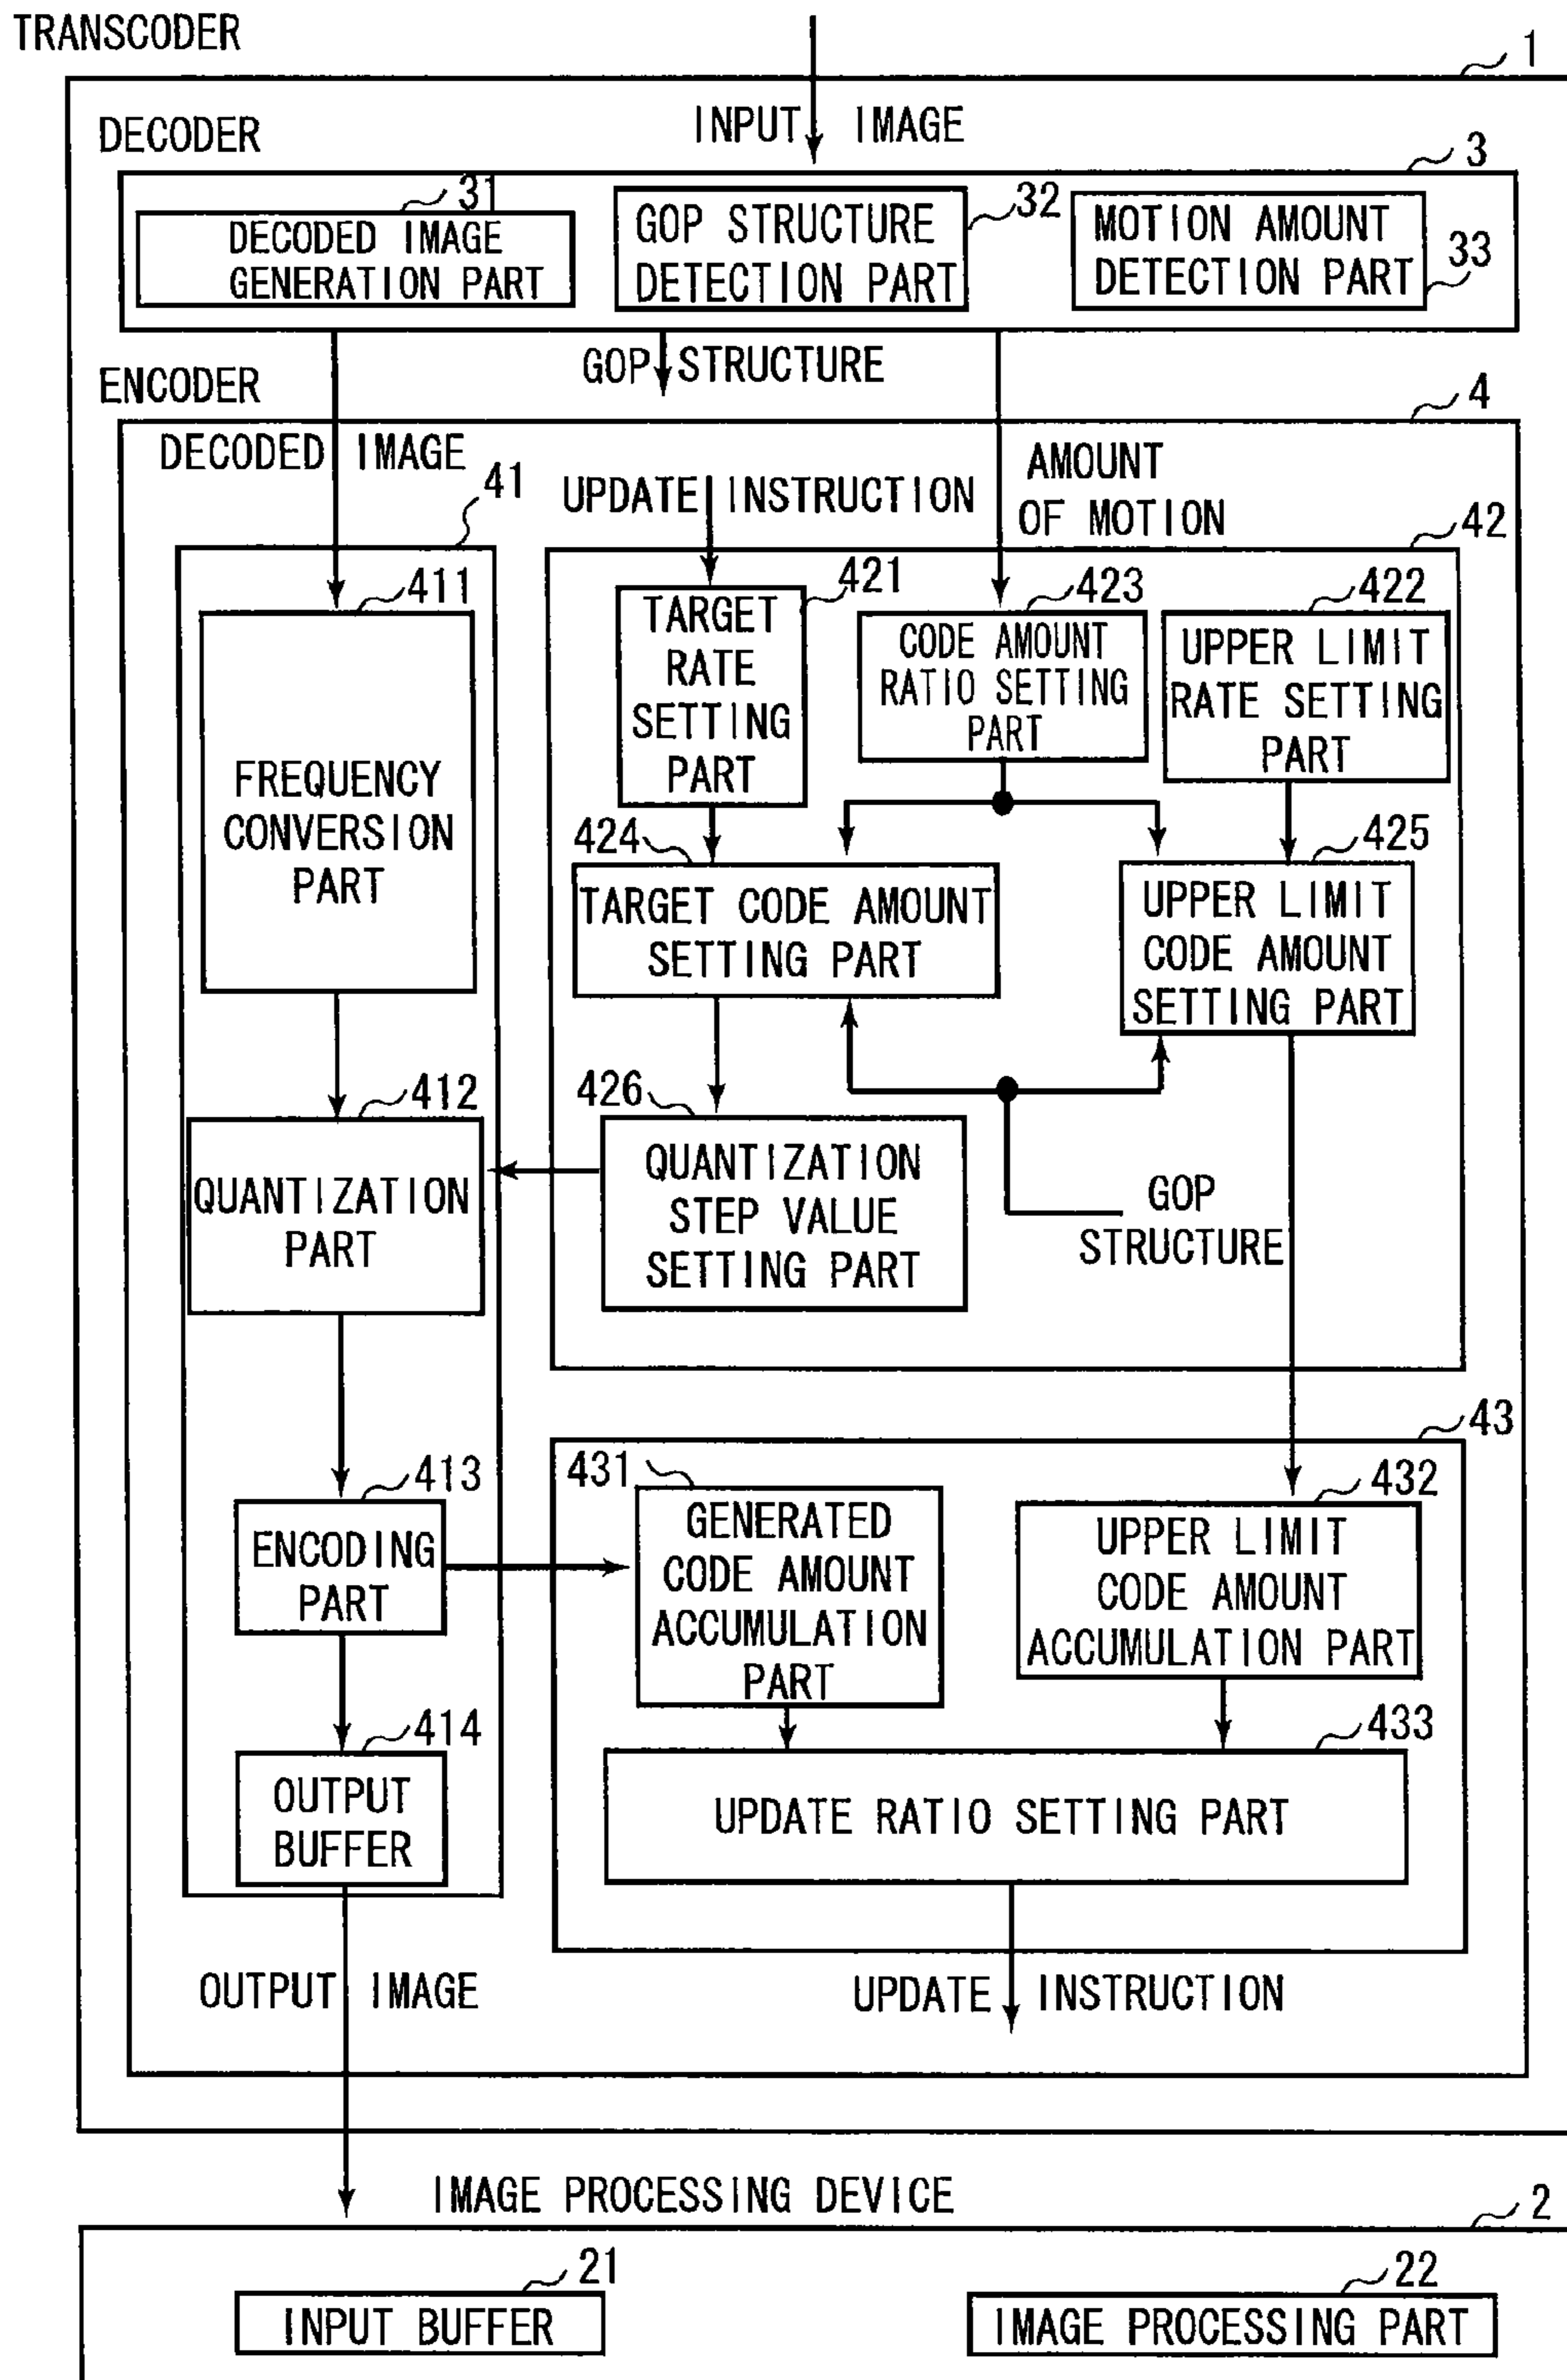 TRANSCODER
1
DECODER
INPUT IMAGE
3
31
DECODED IMAGE
GENERATION PART
GOP STRUCTURE
DETECTION PART
32
MOTION AMOUNT
DETECTION PART
33
GOP STRUCTURE
ENCODER
4
DECODED IMAGE
41
UPDATE INSTRUCTION
AMOUNT
OF MOTION
42
411
FREQUENCY
CONVERSION
PART
421
TARGET
RATE
SETTING
PART
423
CODE AMOUNT
RATIO SETTING
PART
422
UPPER LIMIT
RATE SETTING
PART
424
TARGET CODE AMOUNT
SETTING PART
425
UPPER LIMIT
CODE AMOUNT
SETTING PART
412
QUANTIZATION
PART
426
QUANTIZATION
STEP VALUE
SETTING PART
GOP
STRUCTURE
43
413
ENCODING
PART
431
GENERATED
CODE AMOUNT
ACCUMULATION
PART
432
UPPER LIMIT
CODE AMOUNT
ACCUMULATION PART
414
OUTPUT
BUFFER
433
UPDATE RATIO SETTING PART
OUTPUT IMAGE
UPDATE INSTRUCTION
IMAGE PROCESSING DEVICE
2
21
INPUT BUFFER
22
IMAGE PROCESSING PART